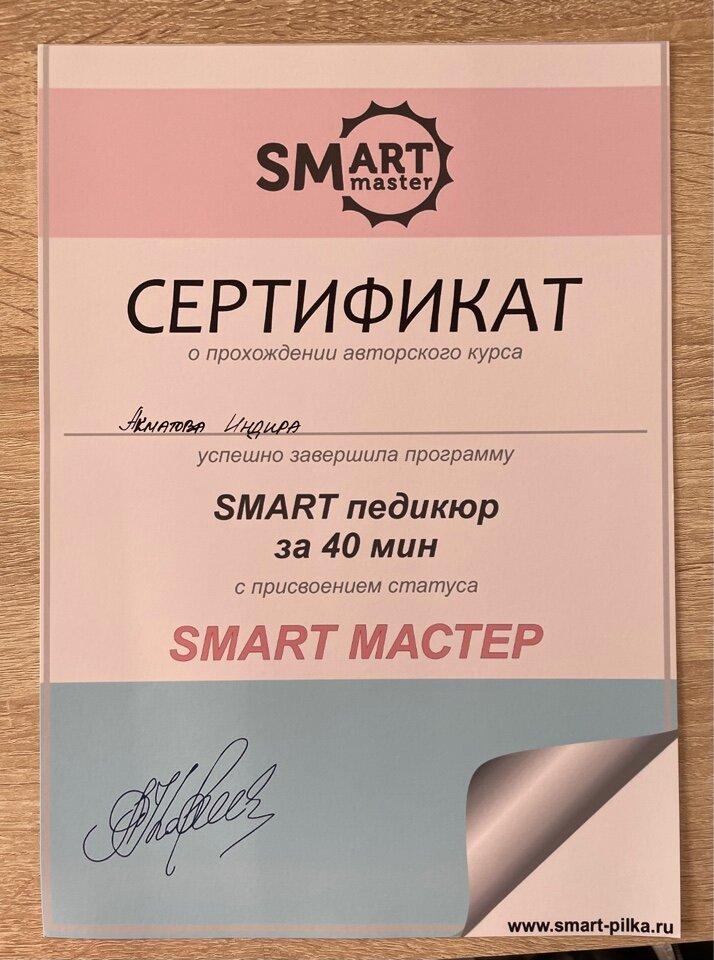 SMART
master
СЕРТИФИКАТ
о прохождении авторского курса
Акматова Индира
успешно завершила программу
SMART педикюр
за 40 мин
с присвоением статуса
SMART МАСТЕР
www.smart-pilka.ru